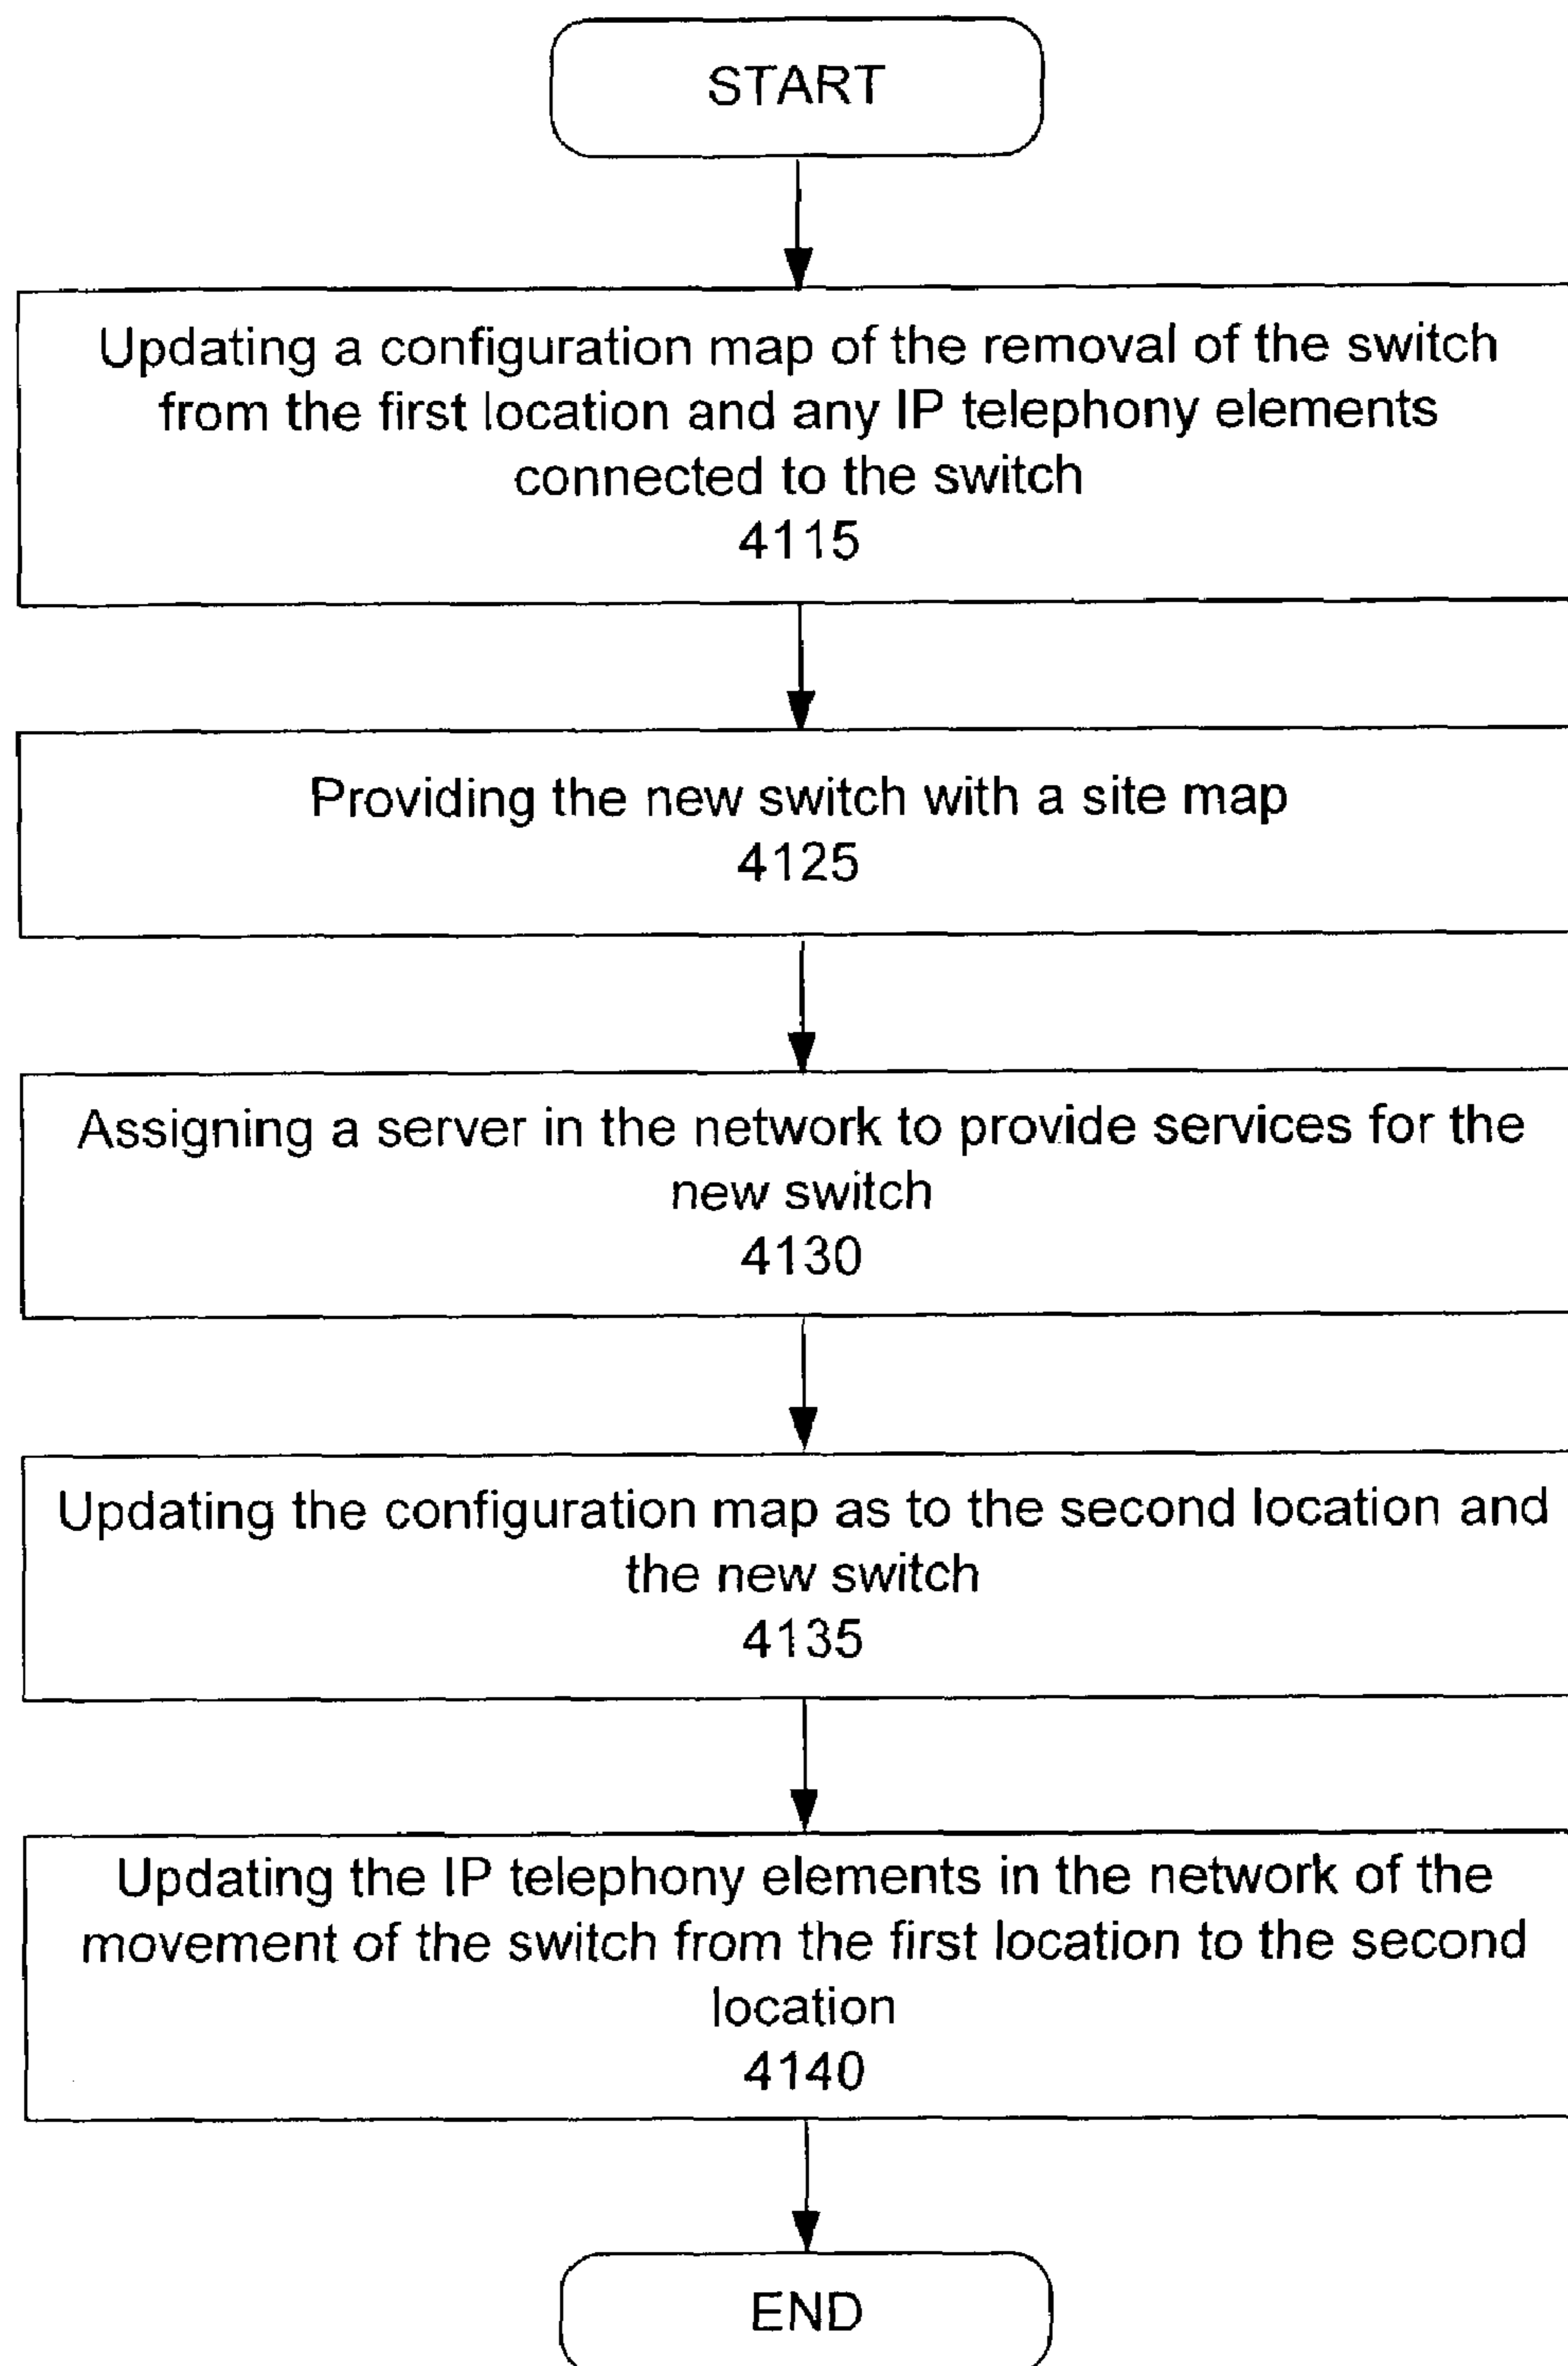 START
Updating a configuration map of the removal of the switch
from the first location and any IP telephony elements
connected to the switch
4115
Providing the new switch with a site map
4125
Assigning a server in the network to provide services for the
new switch
4130
Updating the configuration map as to the second location and
the new switch
4135
Updating the IP telephony elements in the network of the
movement of the switch from the first location to the second
location
4140
END